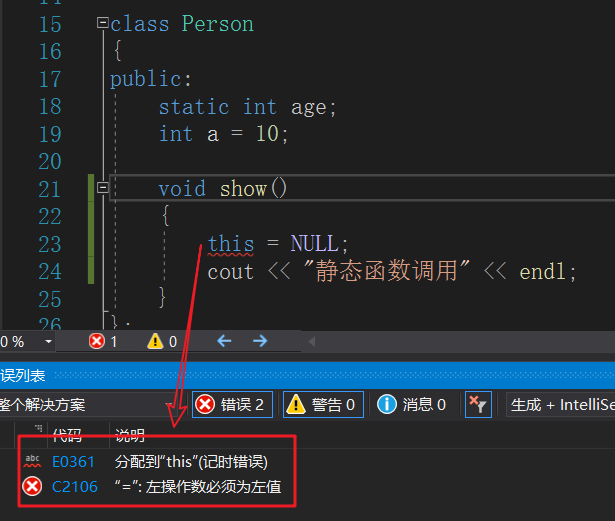 14
15 class Person
16 {
17 public:
18 static int age;
19 int a = 10;
20
21 void show()
22 {
23 this = NULL;
24 cout << "静态函数调用" << endl;
25 }
26 };
0 % 1 0
误列表
整个解决方案 错误 2 警告 0 消息 0 生成 + IntelliSe
代码 说明
abc E0361 分配到“this”(记时错误)
C2106 “=”: 左操作数必须为左值